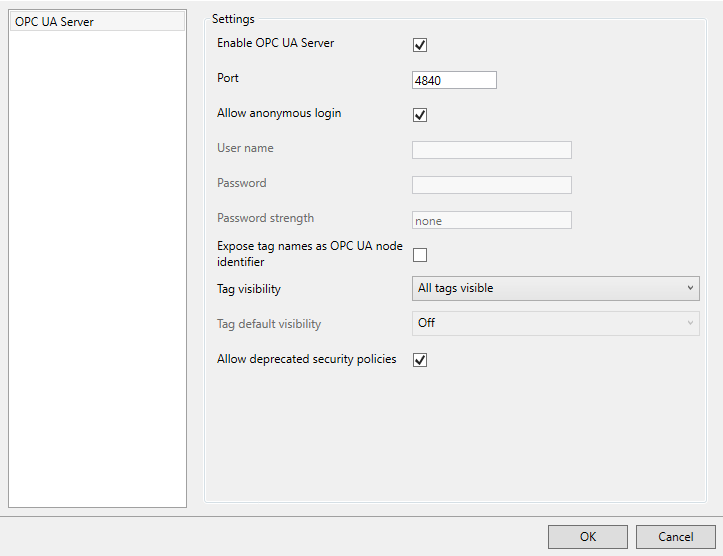 OPC UA Server
Settings
Enable OPC UA Server
Port
4840
Allow anonymous login
User name
Password
Password strength
none
Expose tag names as OPC UA node
identifier
Tag visibility
All tags visible
Tag default visibility
Off
Allow deprecated security policies
OK
Cancel